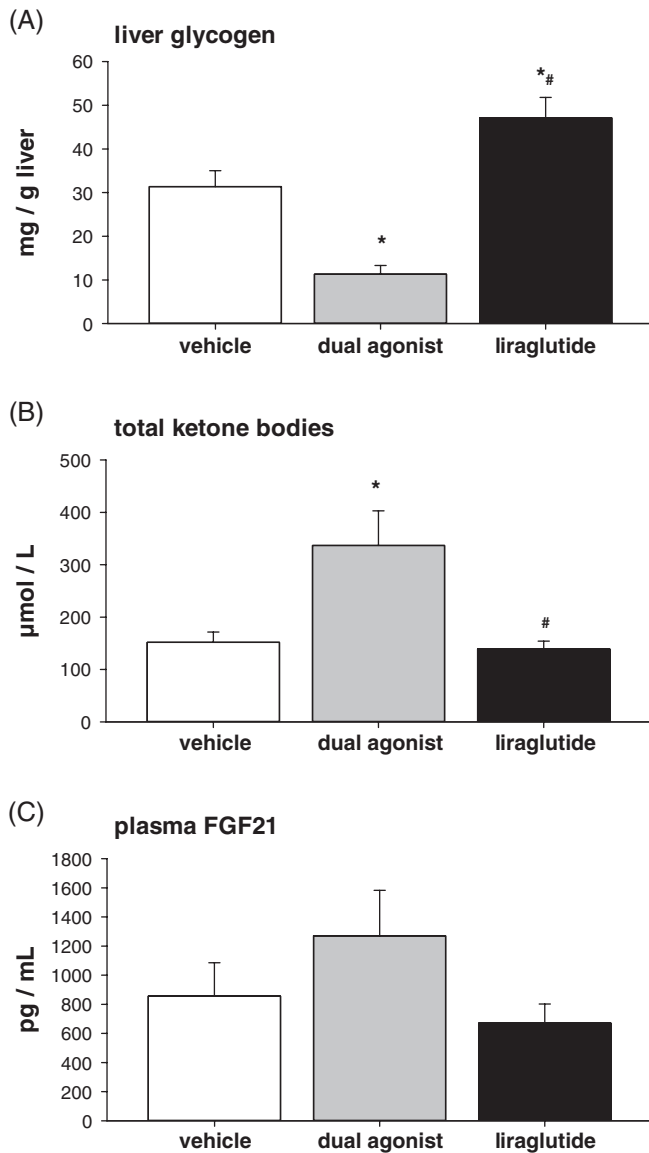 (A)
liver glycogen
60
50
40
30
20
10
0
mg / g liver
*
*#
vehicle dual agonist liraglutide
(B)
total ketone bodies
500
400
300
200
100
0
µmol / L
*
#
vehicle dual agonist liraglutide
(C)
plasma FGF21
1800
1600
1400
1200
1000
800
600
400
200
0
pg / mL
vehicle dual agonist liraglutide